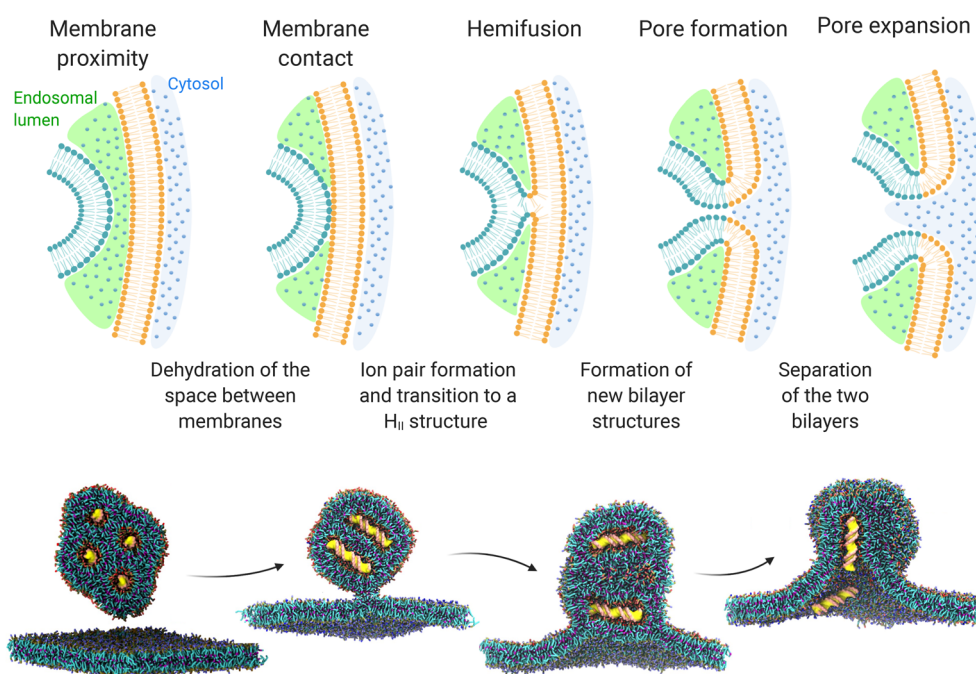 Membrane
proximity
Membrane
contact
Hemifusion
Pore formation
Pore expansion
Endosomal
lumen
Cytosol
Dehydration of the
space between
membranes
Ion pair formation
and transition to a
H_II structure
Formation of
new bilayer
structures
Separation
of the two
bilayers